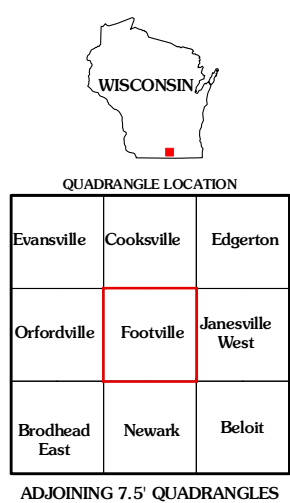 WISCONSIN
QUADRANGLE LOCATION
Evansville Cooksville Edgerton
Orfordville Footville Janesville
West
Brodhead
East Newark Beloit
ADJOINING 7.5' QUADRANGLES